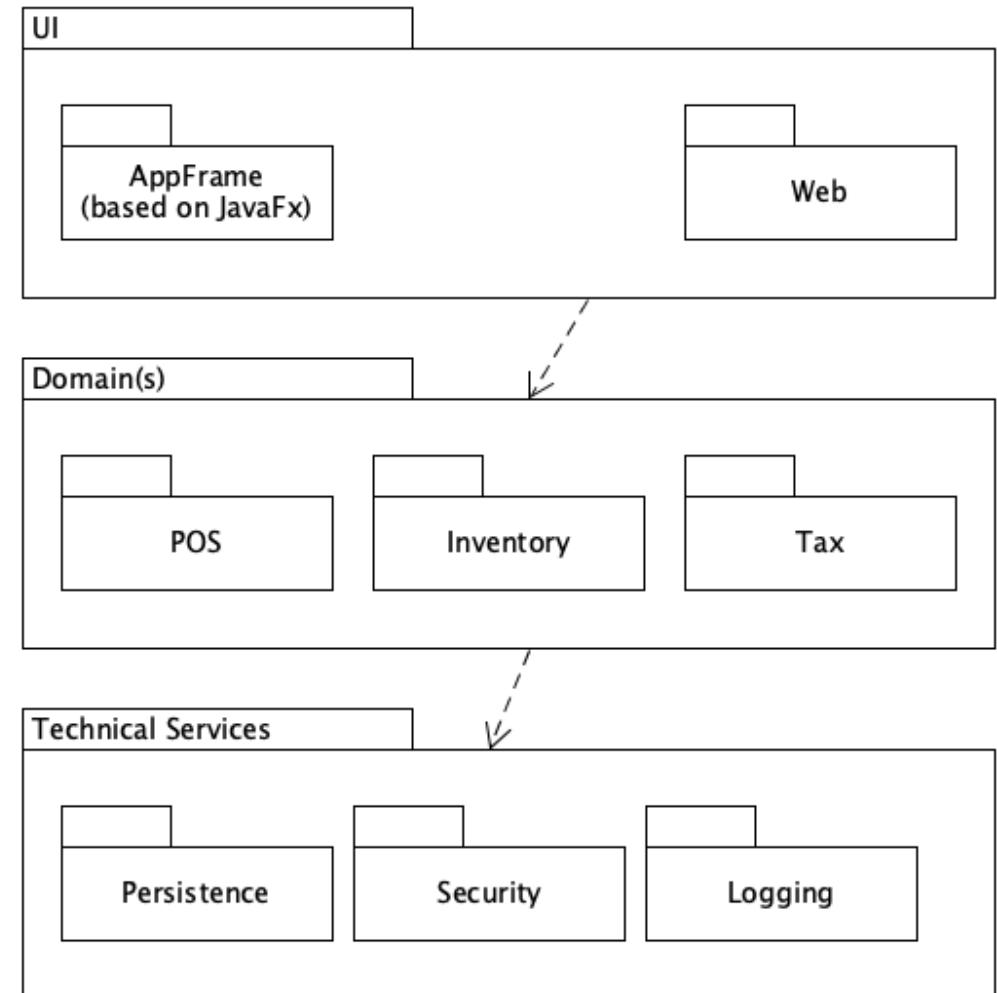 UI
AppFrame
(based on JavaFx)
Web
Domain(s)
POS
Inventory
Tax
Technical Services
Persistence
Security
Logging